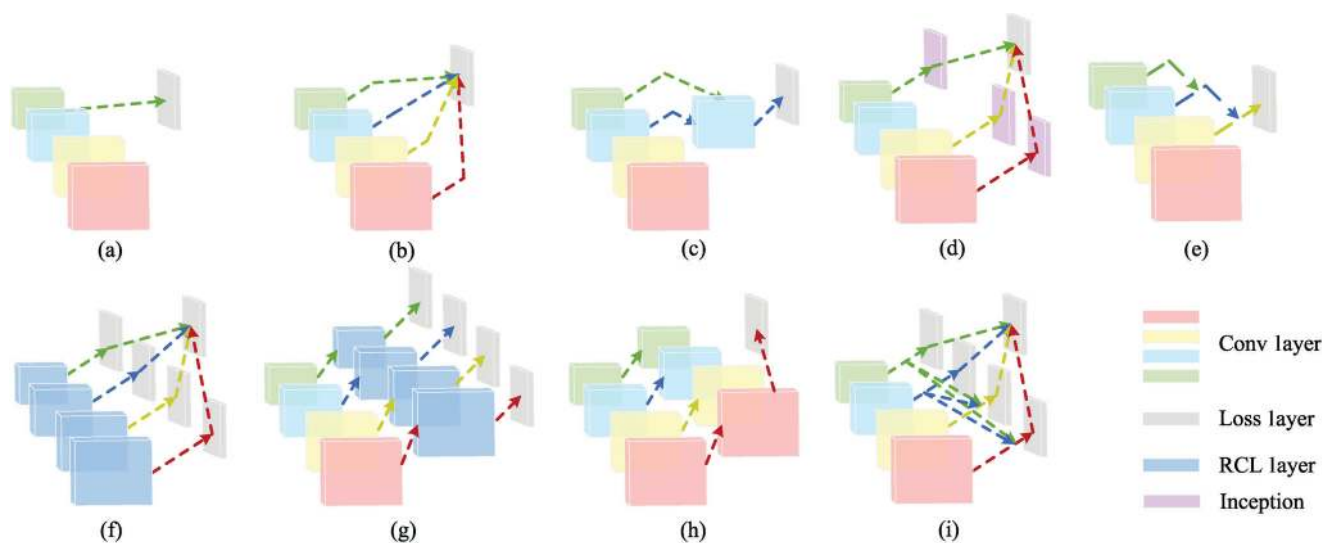 (a)
(b)
(c)
(d)
(e)
(f)
(g)
(h)
(i)
Conv layer
Loss layer
RCL layer
Inception